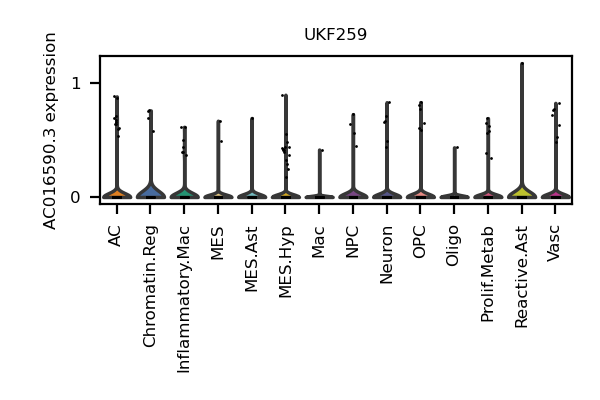 UKF259
AC016590.3 expression
1
0
AC
Chromatin.Reg
Inflammatory.Mac
MES
MES.Ast
MES.Hyp
Mac
NPC
Neuron
OPC
Oligo
Prolif.Metab
Reactive.Ast
Vasc